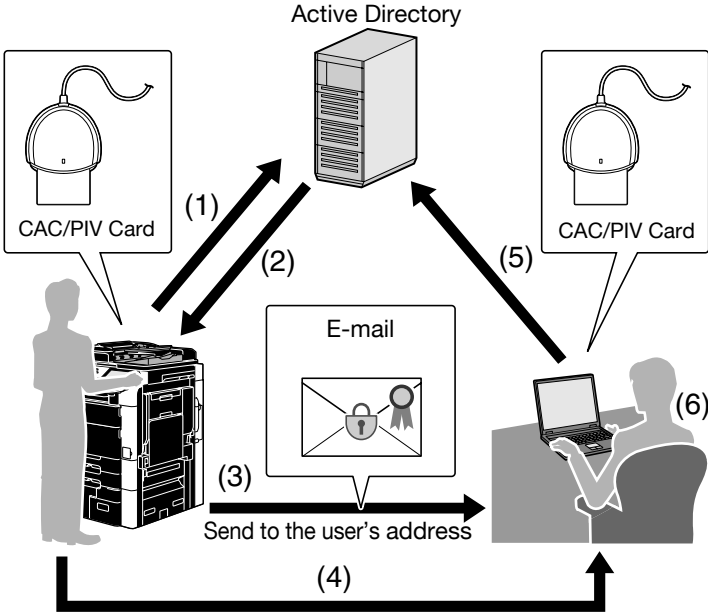 Active Directory
CAC/PIV Card
CAC/PIV Card
(1)
(2)
(5)
E-mail
(6)
(3)
Send to the user's address
(4)